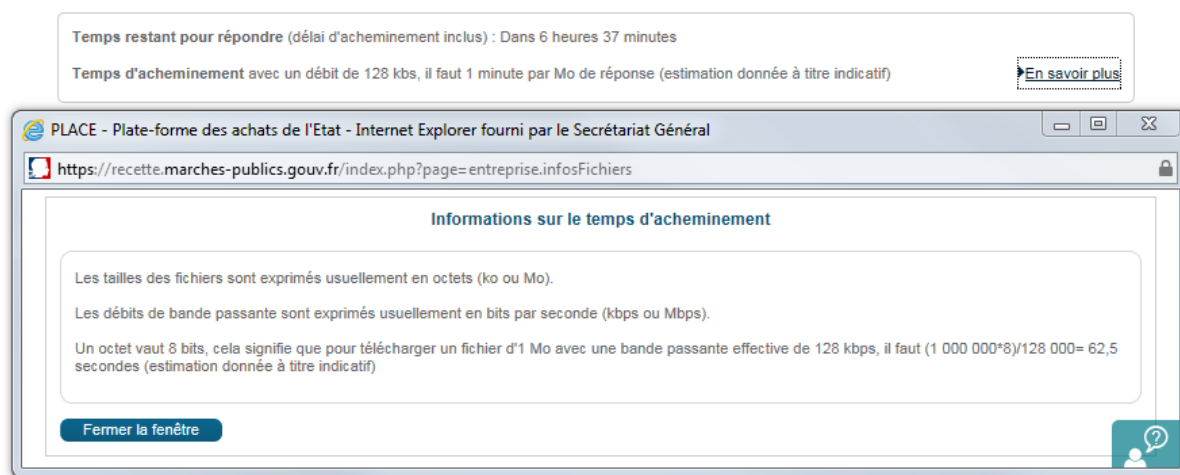 Temps restant pour répondre (délai d'acheminement inclus) : Dans 6 heures 37 minutes
Temps d'acheminement avec un débit de 128 kbs, il faut 1 minute par Mo de réponse (estimation donnée à titre indicatif)
En savoir plus
PLACE - Plate-forme des achats de l'Etat - Internet Explorer fourni par le Secrétariat Général
https://recette.marches-publics.gouv.fr/index.php?page=entreprise.infosFichiers
Informations sur le temps d'acheminement
Les tailles des fichiers sont exprimés usuellement en octets (ko ou Mo).
Les débits de bande passante sont exprimés usuellement en bits par seconde (kbps ou Mbps).
Un octet vaut 8 bits, cela signifie que pour télécharger un fichier d'1 Mo avec une bande passante effective de 128 kbps, il faut (1 000 000*8)/128 000= 62,5
secondes (estimation donnée à titre indicatif)
Fermer la fenêtre